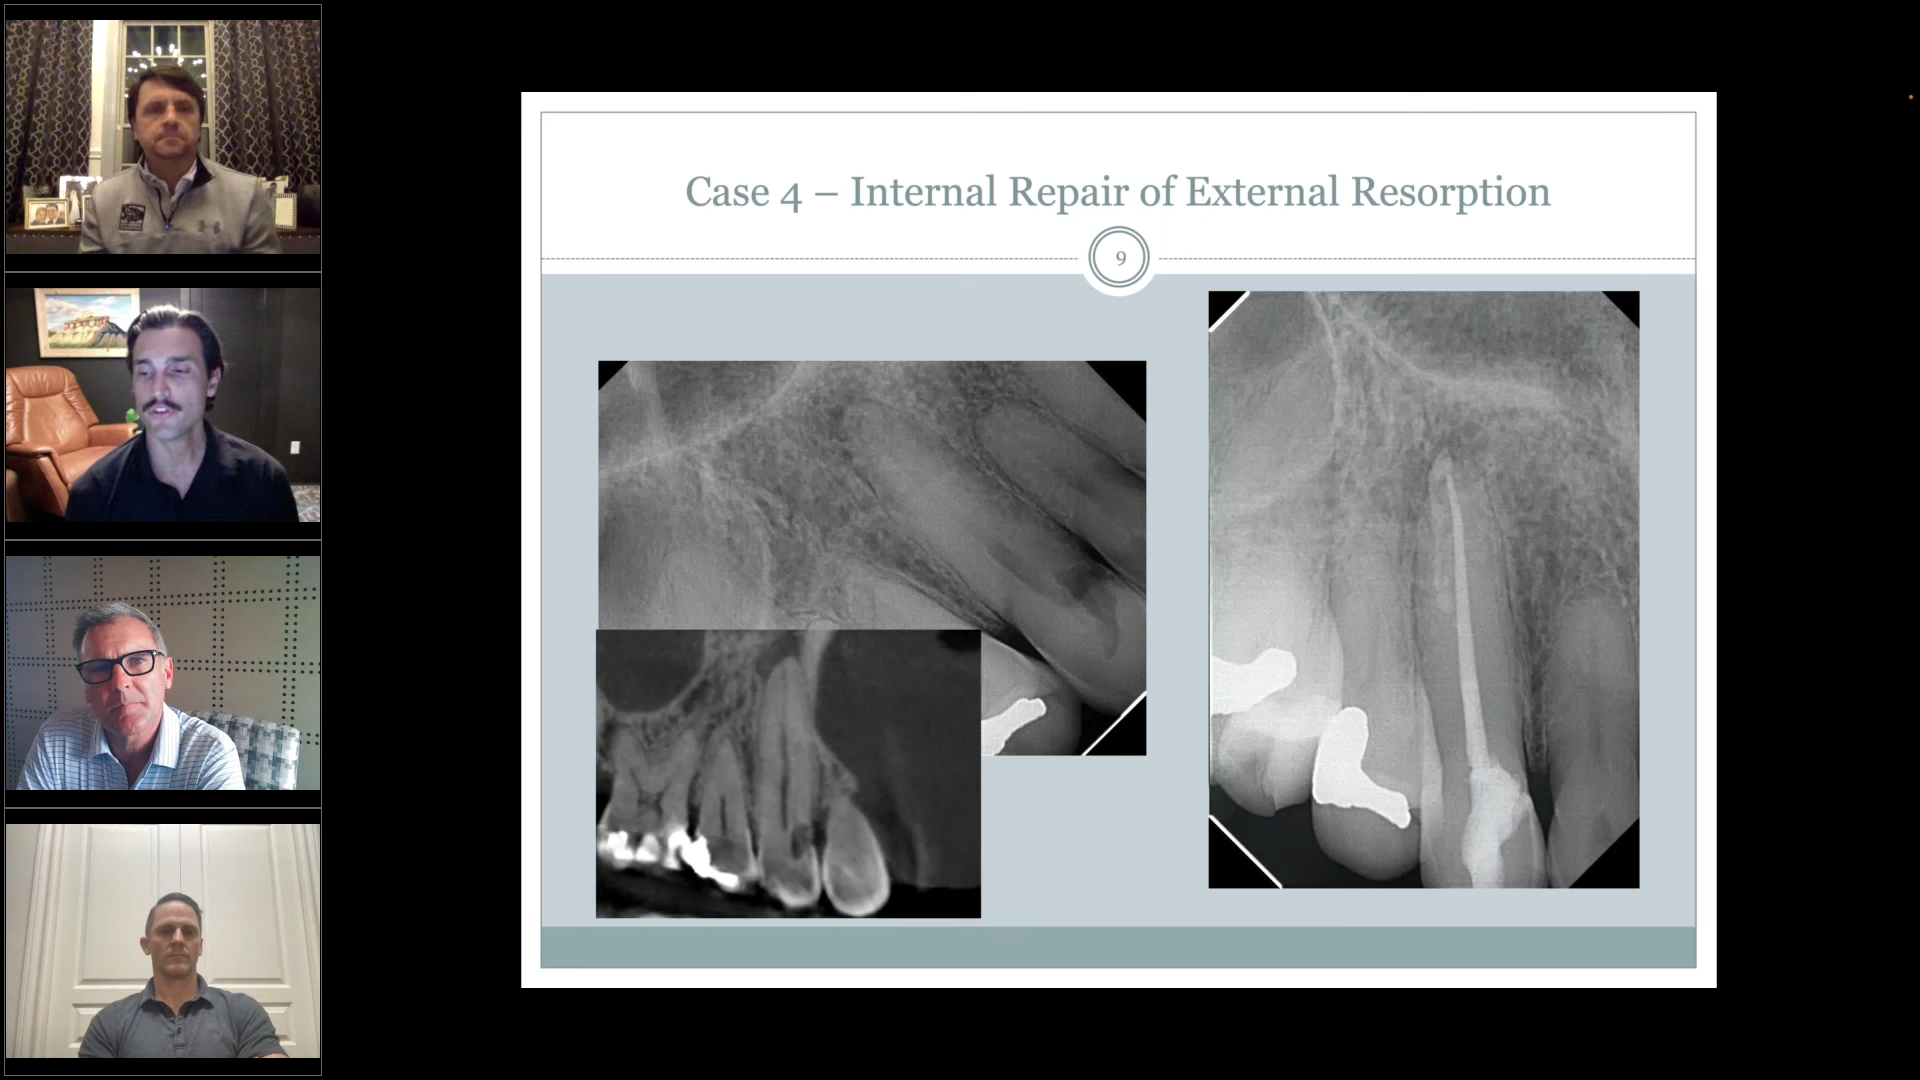 Case 4 – Internal Repair of External Resorption
9